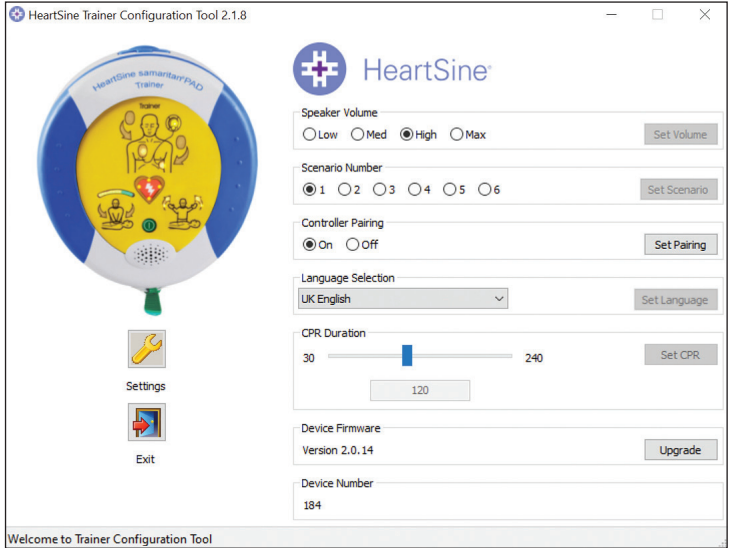 HeartSine Trainer Configuration Tool 2.1.8
HeartSine samaritan PAD
Trainer
Trainer
HeartSine®
Speaker Volume
Low Med High Max
Set Volume
Scenario Number
1 2 3 4 5 6
Set Scenario
Controller Pairing
On Off
Set Pairing
Language Selection
UK English
Set Language
CPR Duration
30 240
Set CPR
120
Settings
Exit
Device Firmware
Version 2.0.14
Upgrade
Device Number
184
Welcome to Trainer Configuration Tool